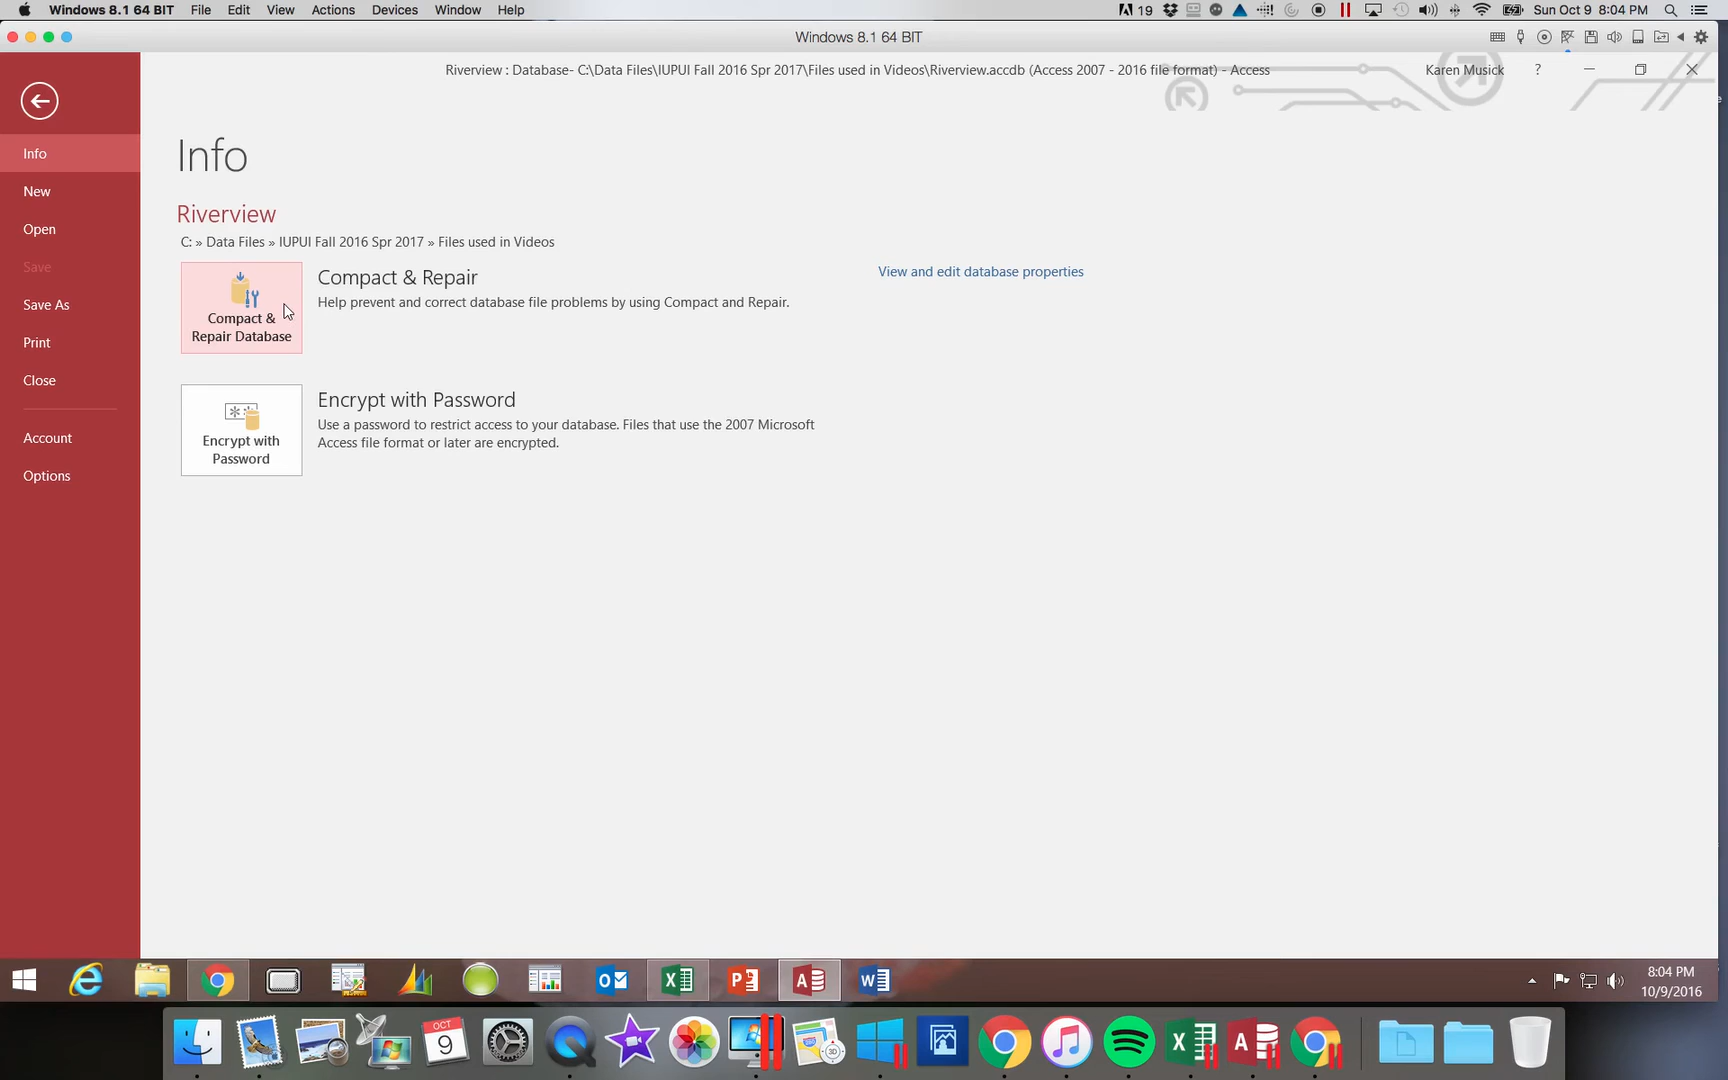 Windows 8.1 64 BIT File Edit View Actions Devices Window Help 19 Sun Oct 9 8:04 PM
Windows 8.1 64 BIT
Riverview : Database- C:\Data Files\IUPUI Fall 2016 Spr 2017\Files used in Videos\Riverview.accdb (Access 2007 - 2016 file format) - Access Karen Musick ?
Info
Info
New
Riverview
Open
C: » Data Files » IUPUI Fall 2016 Spr 2017 » Files used in Videos
Save
Compact & Repair
View and edit database properties
Save As
Help prevent and correct database file problems by using Compact and Repair.
Compact &
Repair Database
Print
Close
Encrypt with Password
Use a password to restrict access to your database. Files that use the 2007 Microsoft
Access file format or later are encrypted.
Encrypt with
Password
Account
Options
8:04 PM
10/9/2016
OCT
9
3D